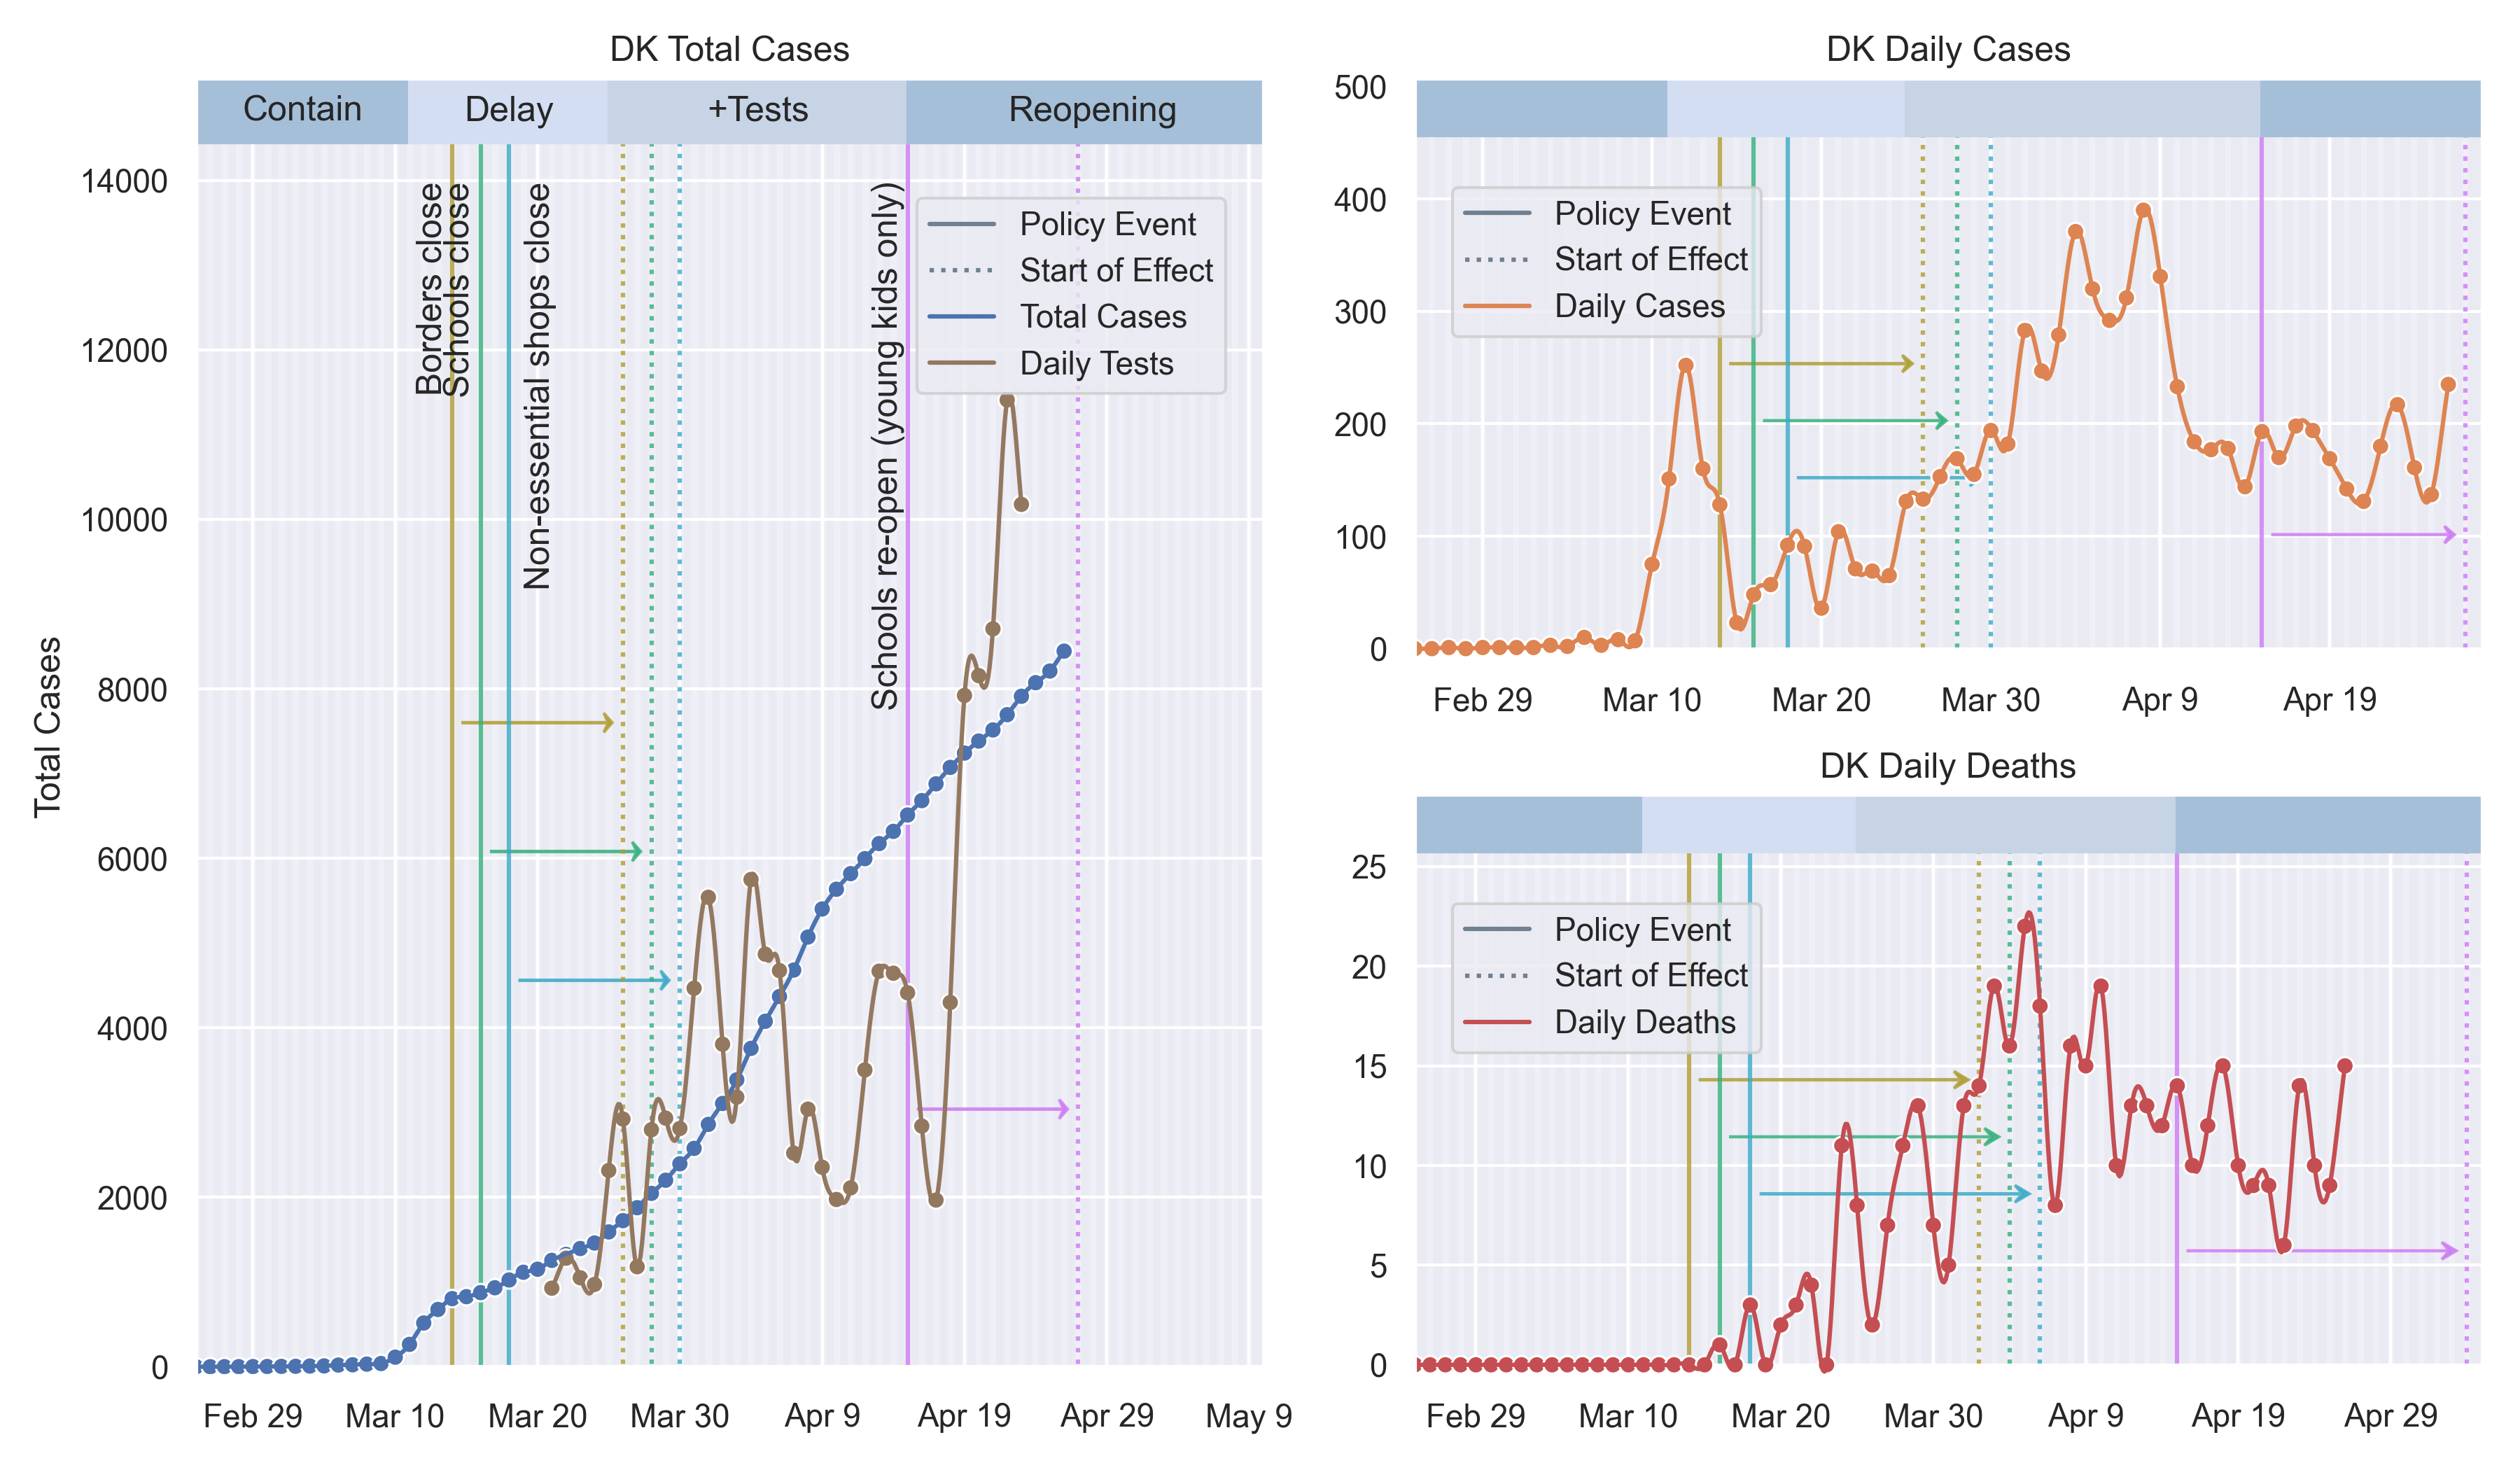 DK Total Cases
Contain
Delay
+Tests
Reopening
14000
12000
10000
8000
6000
4000
2000
0
Total Cases
Borders close
Schools close
Non-essential shops close
Schools re-open (young kids only)
Policy Event
Start of Effect
Total Cases
Daily Tests
Feb 29
Mar 10
Mar 20
Mar 30
Apr 9
Apr 19
Apr 29
May 9
DK Daily Cases
500
400
300
200
100
0
Policy Event
Start of Effect
Daily Cases
Feb 29
Mar 10
Mar 20
Mar 30
Apr 9
Apr 19
DK Daily Deaths
25
20
15
10
5
0
Policy Event
Start of Effect
Daily Deaths
Feb 29
Mar 10
Mar 20
Mar 30
Apr 9
Apr 19
Apr 29